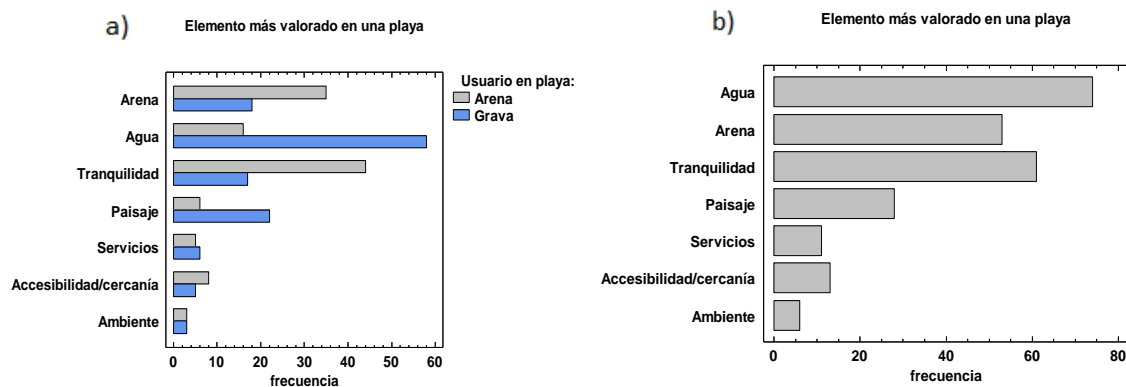 a)
Elemento más valorado en una playa
Usuario en playa:
Arena
Grava
Arena
Agua
Tranquilidad
Paisaje
Servicios
Accesibilidad/cercanía
Ambiente
0 10 20 30 40 50 60
frecuencia
b)
Elemento más valorado en una playa
Agua
Arena
Tranquilidad
Paisaje
Servicios
Accesibilidad/cercanía
Ambiente
0 20 40 60 80
frecuencia